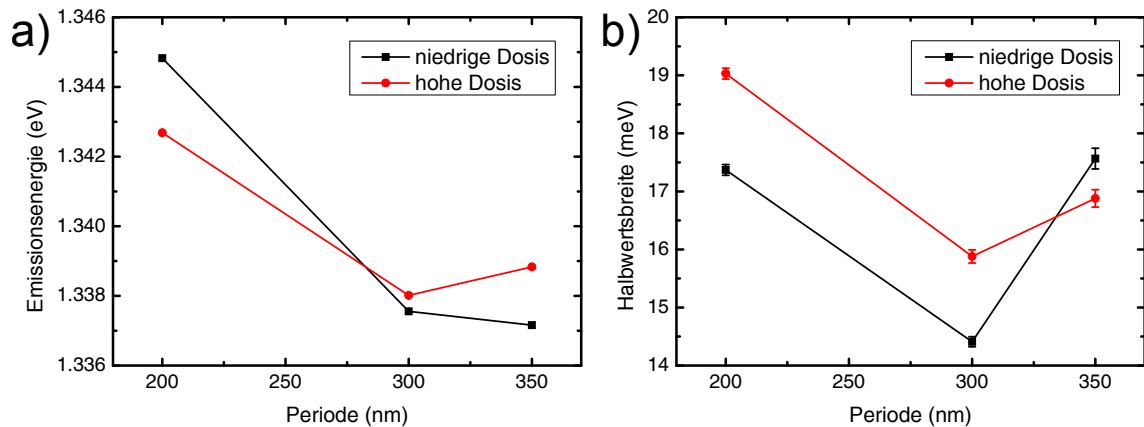 a)
1.346
1.344
1.342
1.340
1.338
1.336
Emissionsenergie (eV)
niedrige Dosis
hohe Dosis
200
250
300
350
Periode (nm)
b)
20
19
18
17
16
15
14
Halbwertsbreite (meV)
niedrige Dosis
hohe Dosis
200
250
300
350
Periode (nm)